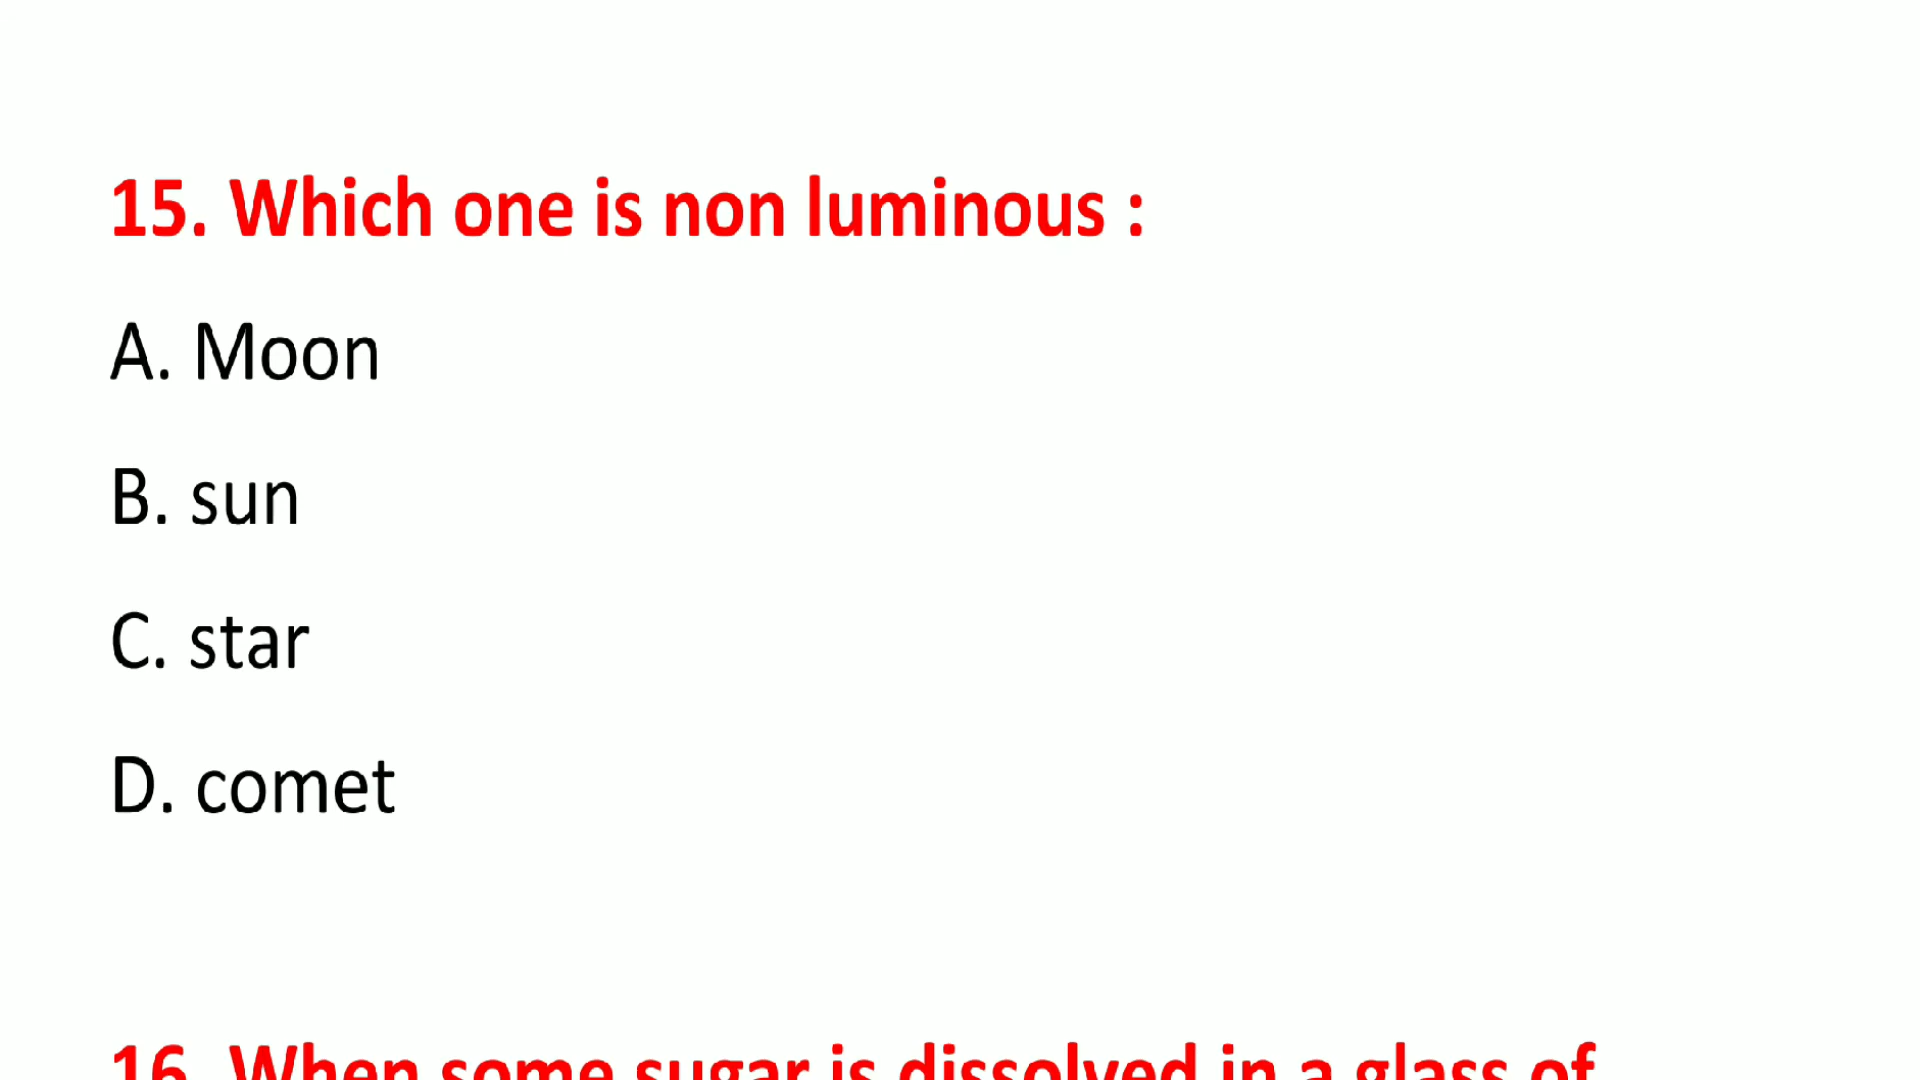 15. Which one is non luminous :
A. Moon
B. sun
C. star
D. comet
16. When some sugar is dissolved in a glass of